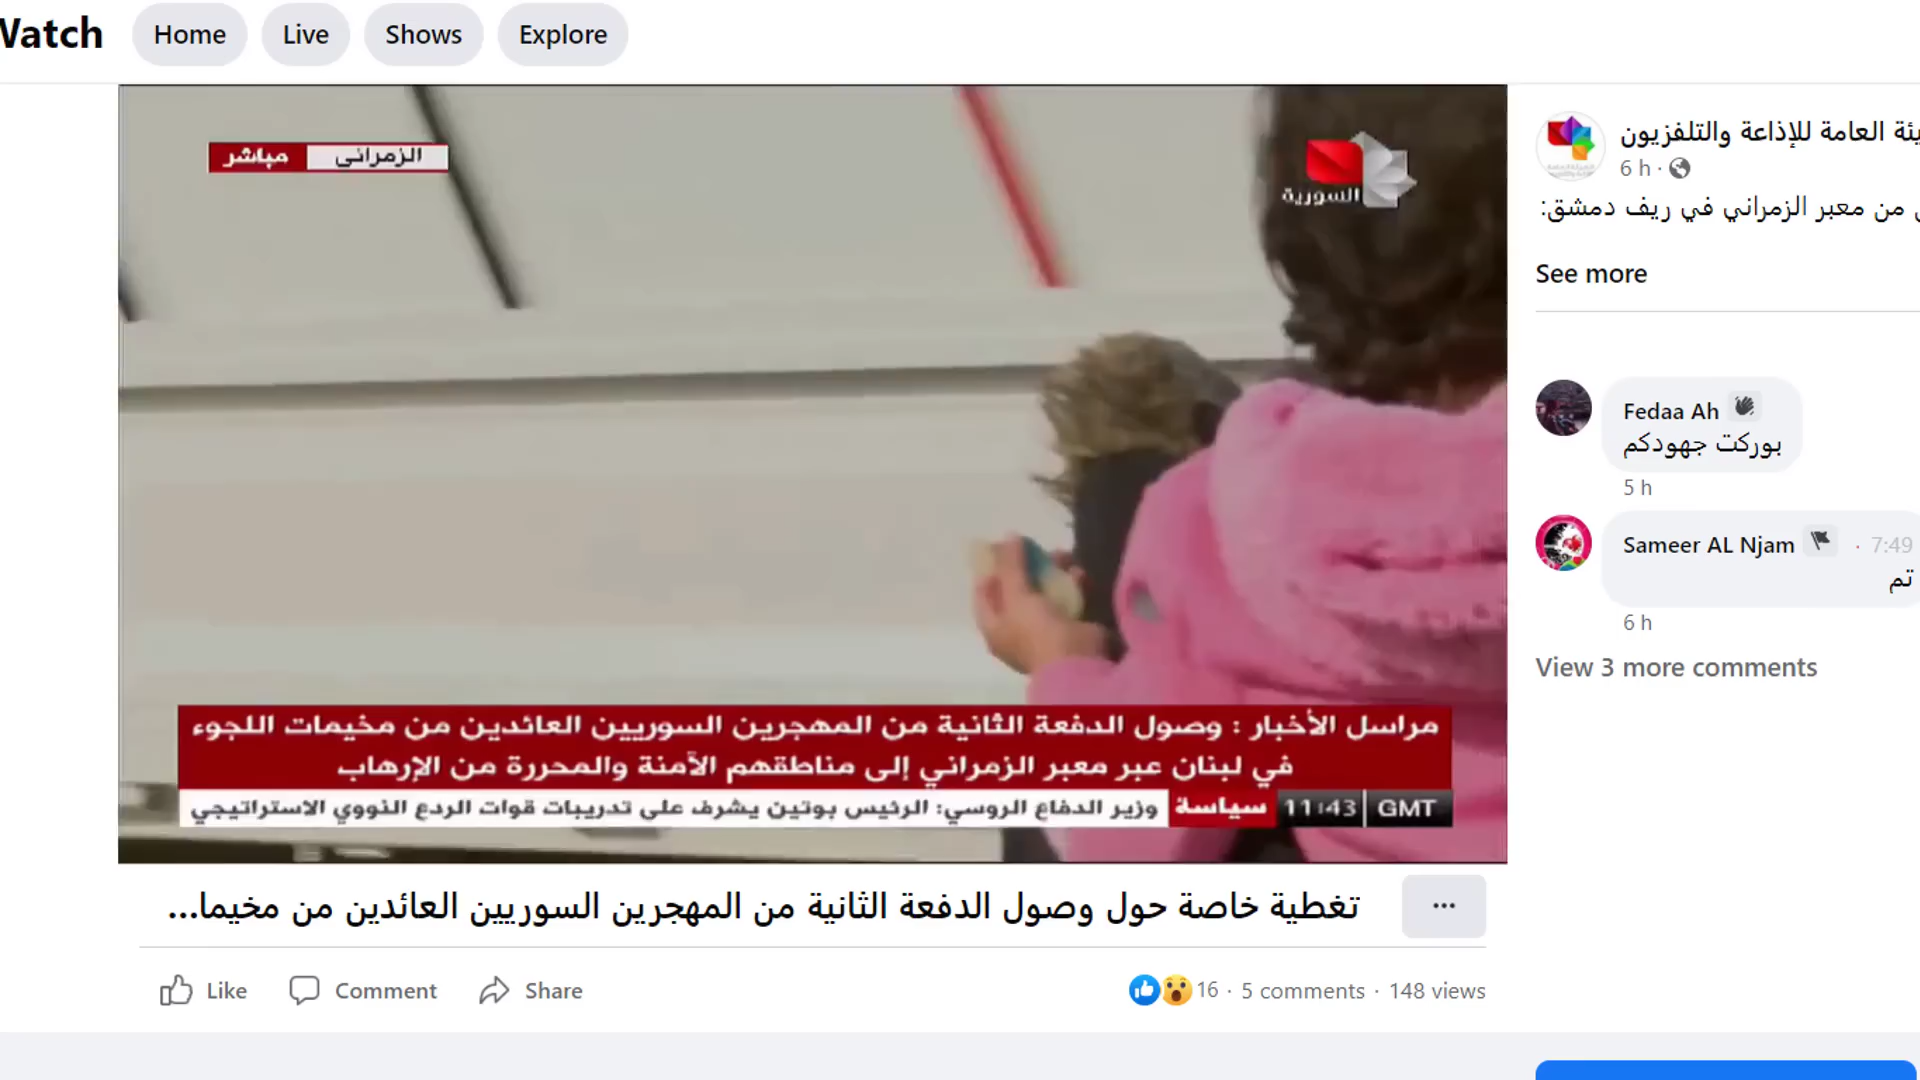 Watch
Home
Live
Shows
Explore
مباشر
الزمراني
السورية
مراسل الأخبار : وصول الدفعة الثانية من المهجرين السوريين العائدين من مخيمات اللجوء
في لبنان عبر معبر الزمراني إلى مناطقهم الآمنة والمحررة من الإرهاب
GMT 11:43 سياسة وزير الدفاع الروسي: الرئيس بوتين يشرف على تدريبات قوات الردع النووي الاستراتيجي
تغطية خاصة حول وصول الدفعة الثانية من المهجرين السوريين العائدين من مخيما...
Like
Comment
Share
16 · 5 comments · 148 views
العامة للإذاعة والتلفزيون
6 h ·
من معبر الزمراني في ريف دمشق:
See more
Fedaa Ah
بوركت جهودكم
5 h
Sameer AL Njam · 7:49
تم
6 h
View 3 more comments